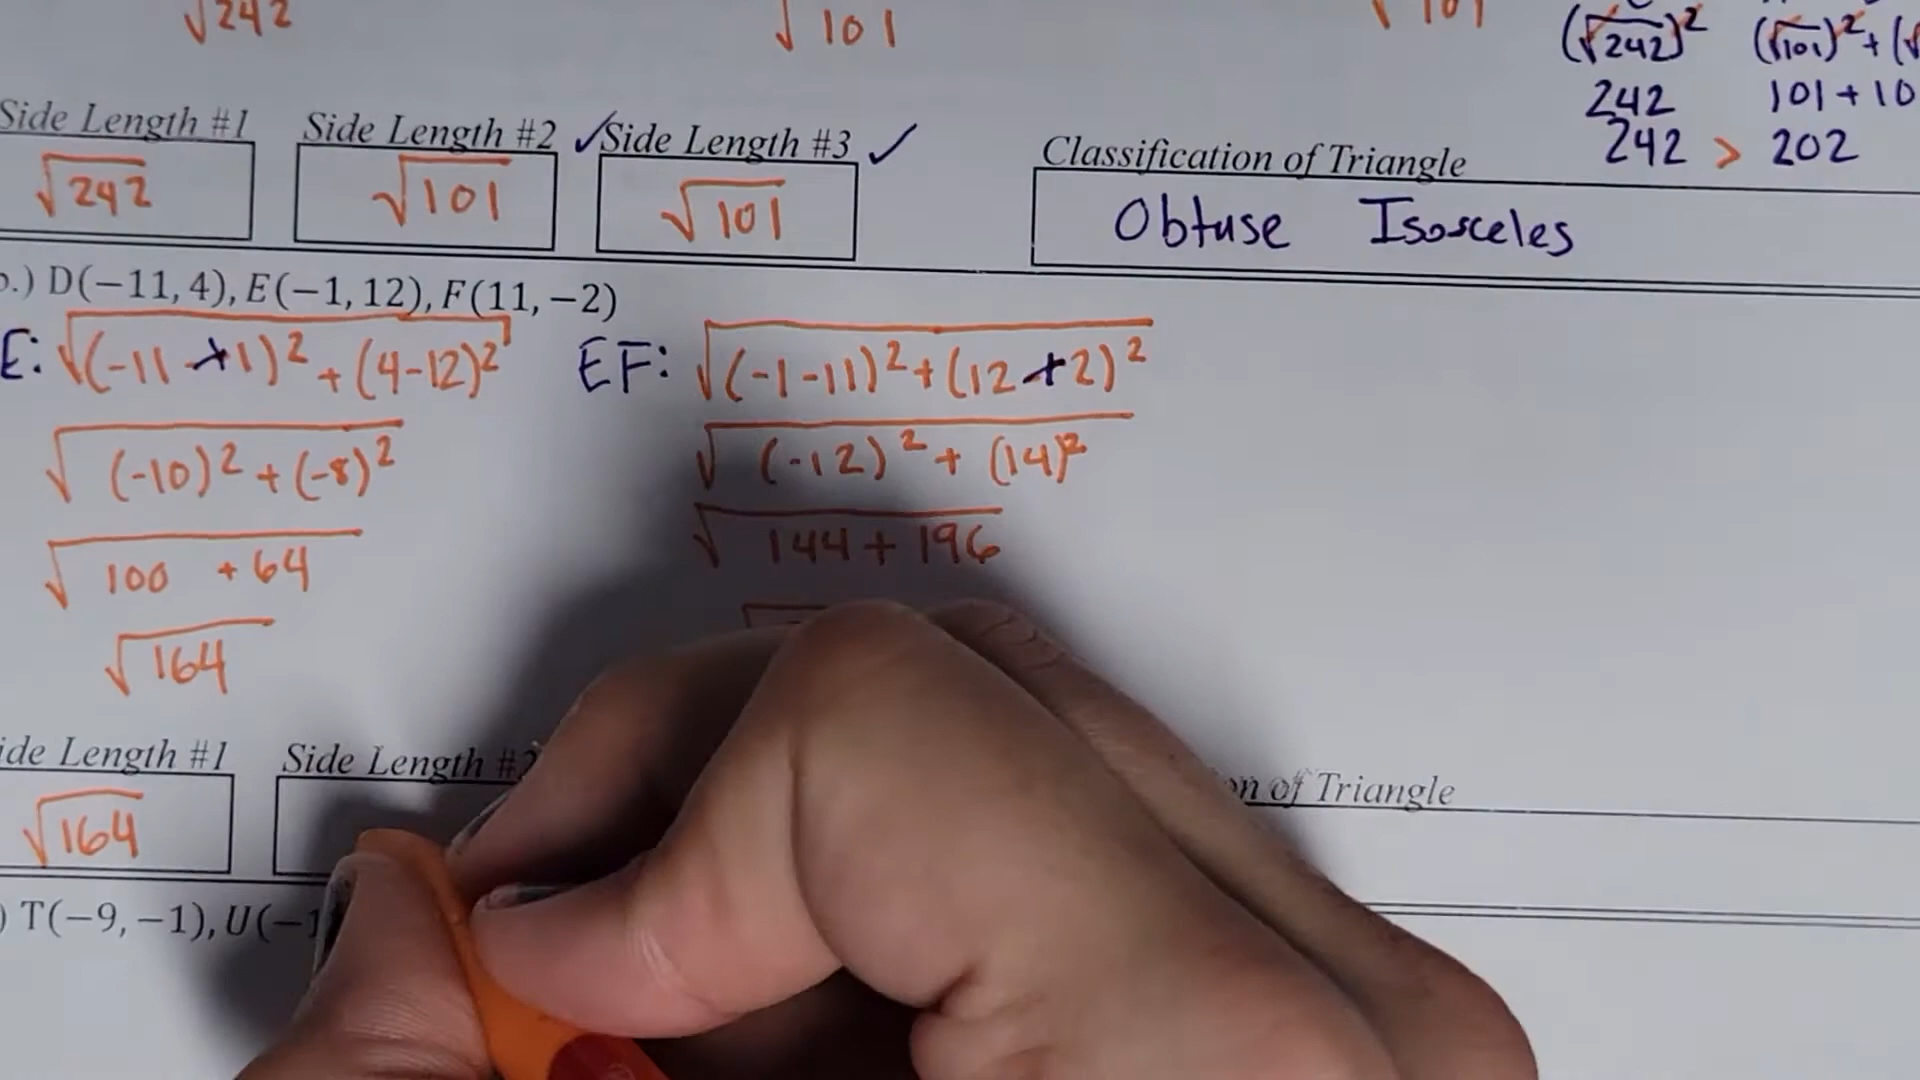 √242 √101 √101
(√242)² (√101)² + (√
242 101 + 10
242 > 202
Side Length #1 Side Length #2 ✓ Side Length #3 ✓ Classification of Triangle
√242 √101 √101 Obtuse Isosceles
.) D(−11, 4), E(−1, 12), F(11, −2)
E: √(-11 + 1)² + (4-12)² EF: √(-1-11)² + (12+2)²
√(-10)² + (-8)² √(-12)² + (14)²
√100 + 64 √144 + 196
√164
ide Length #1 Side Length #2 on of Triangle
√164
) T(−9, −1), U(−1